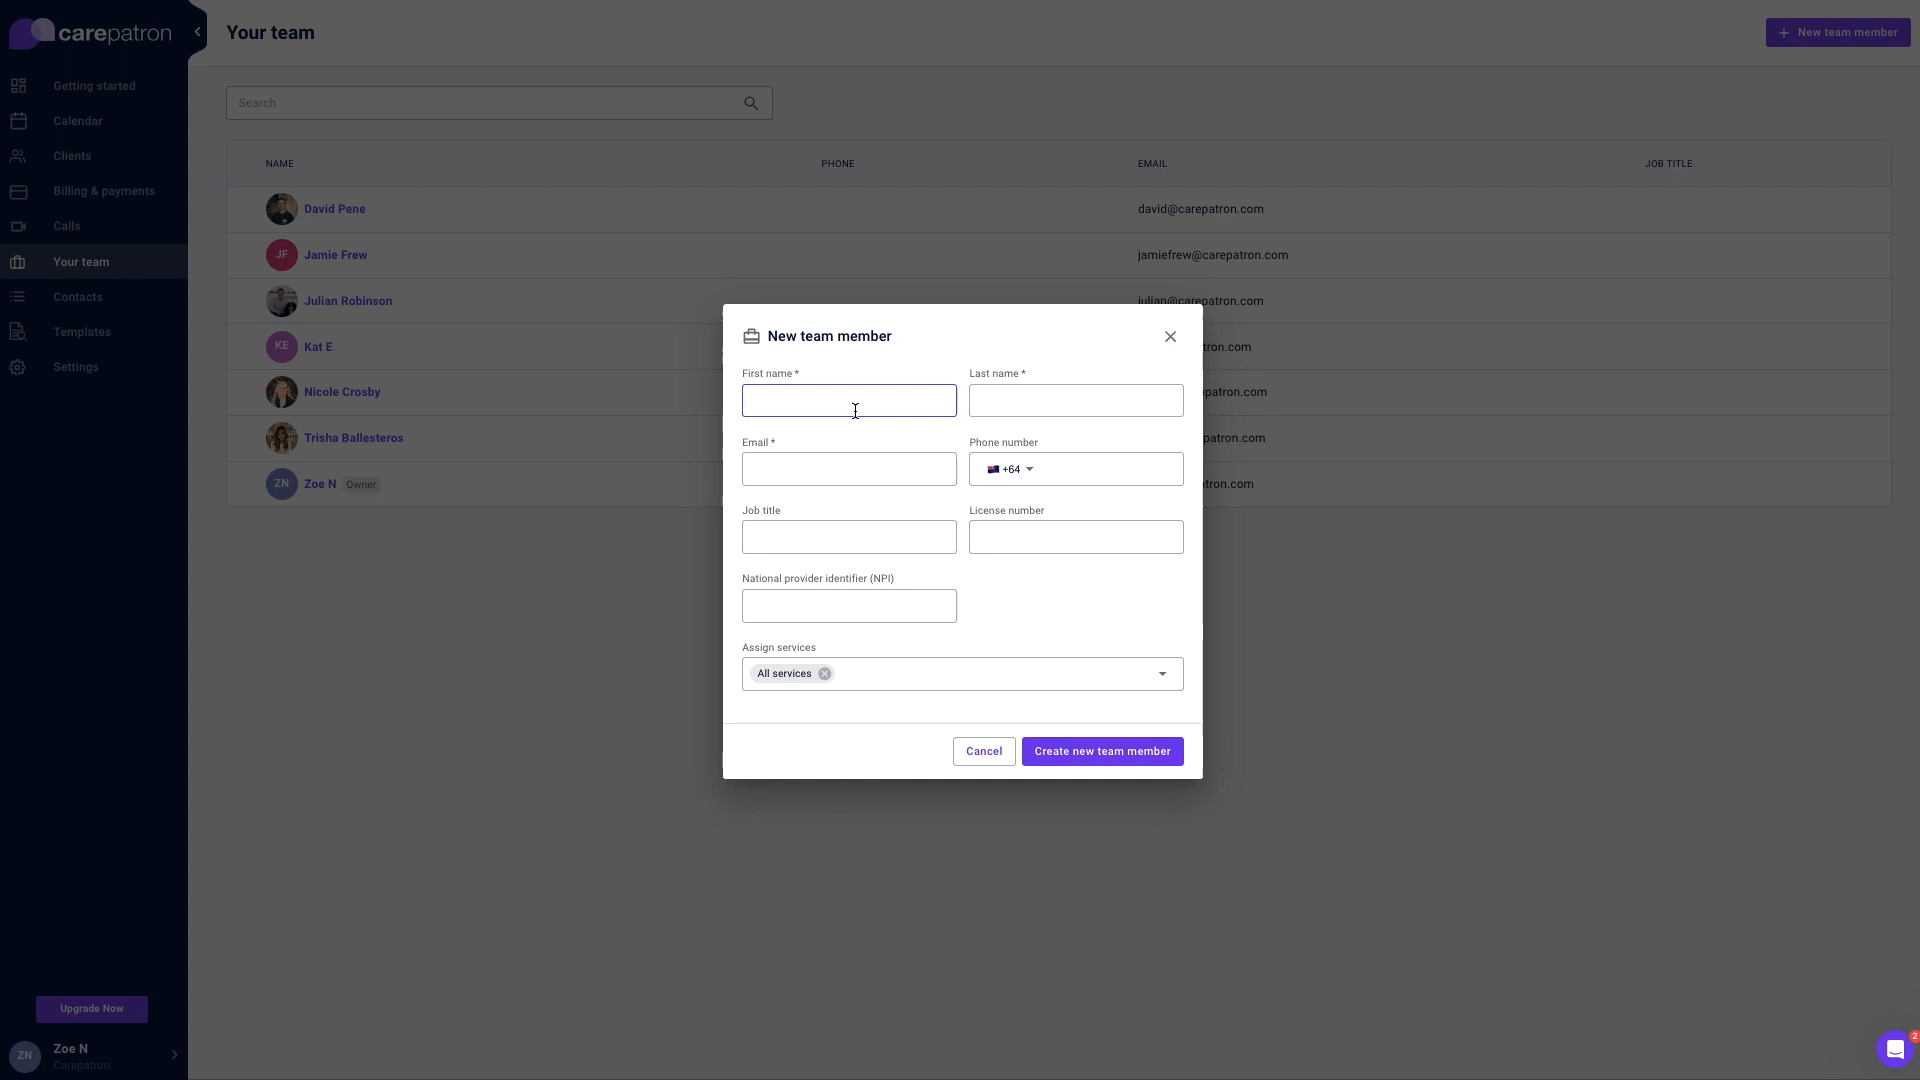 carepatron
Your team
New team member
Getting started
Calendar
Clients
Billing & payments
Calls
Your team
Contacts
Templates
Settings
Search
NAME PHONE EMAIL JOB TITLE
David Pene david@carepatron.com
JF Jamie Frew jamiefrew@carepatron.com
Julian Robinson julian@carepatron.com
KE Kat E tron.com
Nicole Crosby epatron.com
Trisha Ballesteros patron.com
ZN Zoe N Owner tron.com
New team member
First name * Last name *
Email * Phone number
+64
Job title License number
National provider identifier (NPI)
Assign services
All services
Cancel Create new team member
Upgrade Now
ZN Zoe N
Carepatron
2